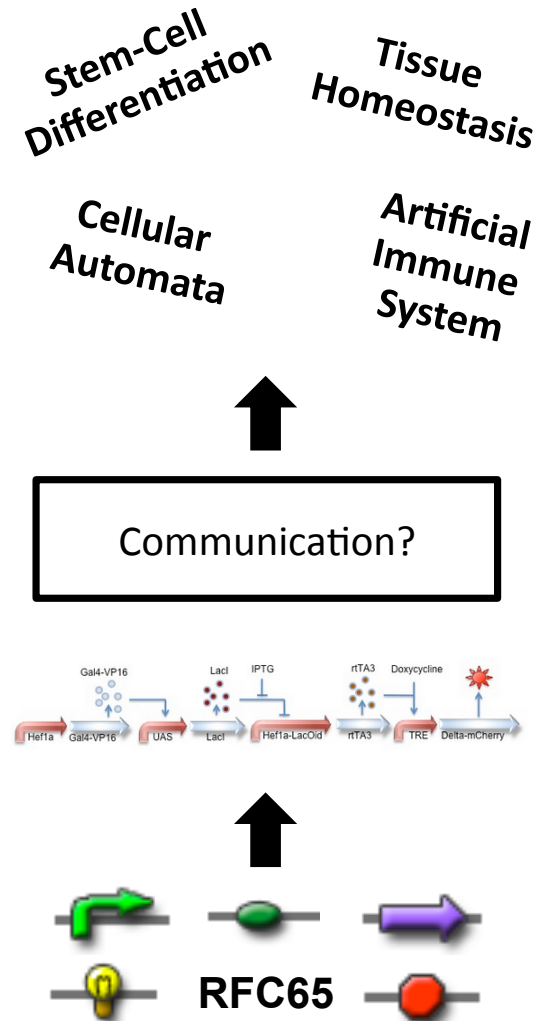 Stem-Cell
Differentiation
Tissue
Homeostasis
Cellular
Automata
Artificial
Immune
System
Communication?
Gal4-VP16
LacI
IPTG
rtTA3
Doxycycline
Hef1a
Gal4-VP16
UAS
LacI
Hef1a-LacOid
rtTA3
TRE
Delta-mCherry
RFC65